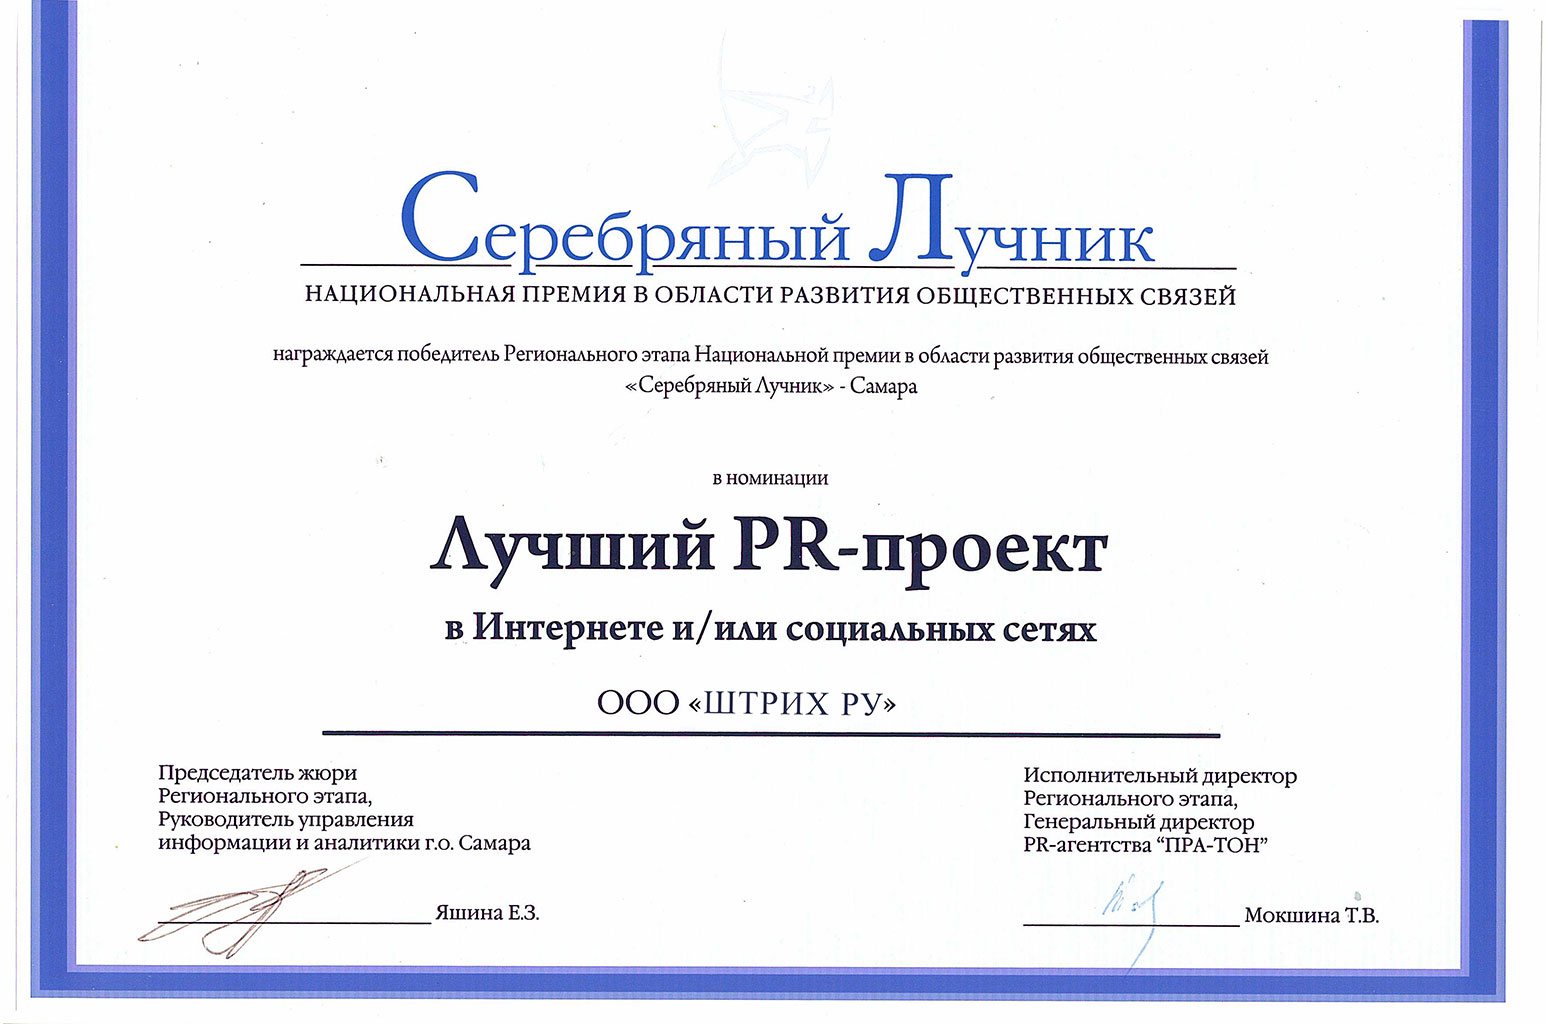 Серебряный Лучник
НАЦИОНАЛЬНАЯ ПРЕМИЯ В ОБЛАСТИ РАЗВИТИЯ ОБЩЕСТВЕННЫХ СВЯЗЕЙ
награждается победитель Регионального этапа Национальной премии в области развития общественных связей
«Серебряный Лучник» - Самара
в номинации
Лучший PR-проект
в Интернете и/или социальных сетях
ООО «ШТРИХ РУ»
Председатель жюри
Регионального этапа,
Руководитель управления
информации и аналитики г.о. Самара
Яшина Е.З.
Исполнительный директор
Регионального этапа,
Генеральный директор
PR-агентства “ПРА-ТОН”
Мокшина Т.В.